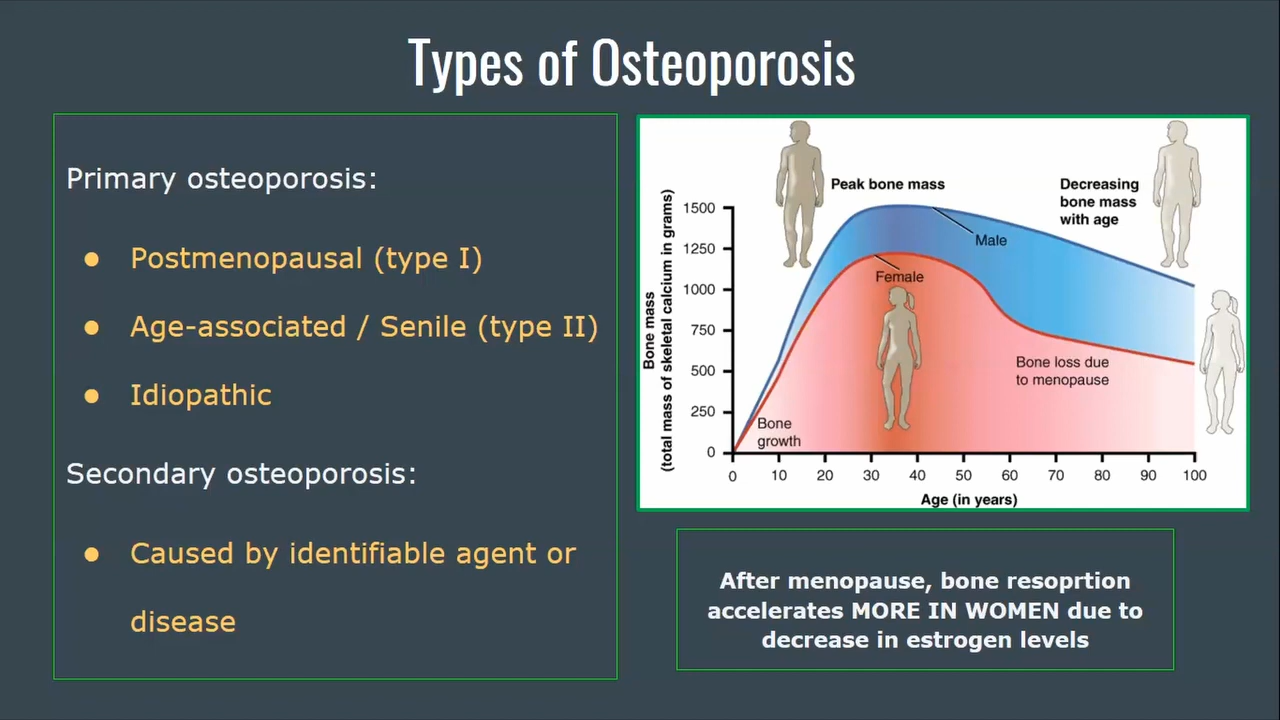 Types of Osteoporosis
Primary osteoporosis:
● Postmenopausal (type I)
● Age-associated / Senile (type II)
● Idiopathic
Secondary osteoporosis:
● Caused by identifiable agent or
disease
Peak bone mass
Decreasing
bone mass
with age
Bone mass
(total mass of skeletal calcium in grams)
1500
1250
1000
750
500
250
0
Male
Female
Bone loss due
to menopause
Bone
growth
0 10 20 30 40 50 60 70 80 90 100
Age (in years)
After menopause, bone resoprtion
accelerates MORE IN WOMEN due to
decrease in estrogen levels